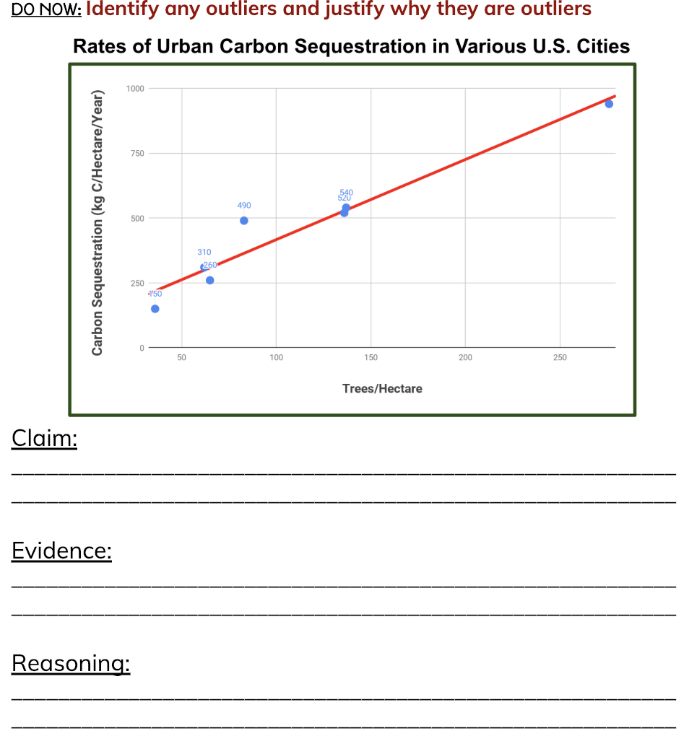 DO NOW: Identify any outliers and justify why they are outliers
Rates of Urban Carbon Sequestration in Various U.S. Cities
Carbon Sequestration (kg C/Hectare/Year)
1000
750
500
250
0
490
540
520
310
260
150
50
100
150
200
250
Trees/Hectare
Claim:
Evidence:
Reasoning: